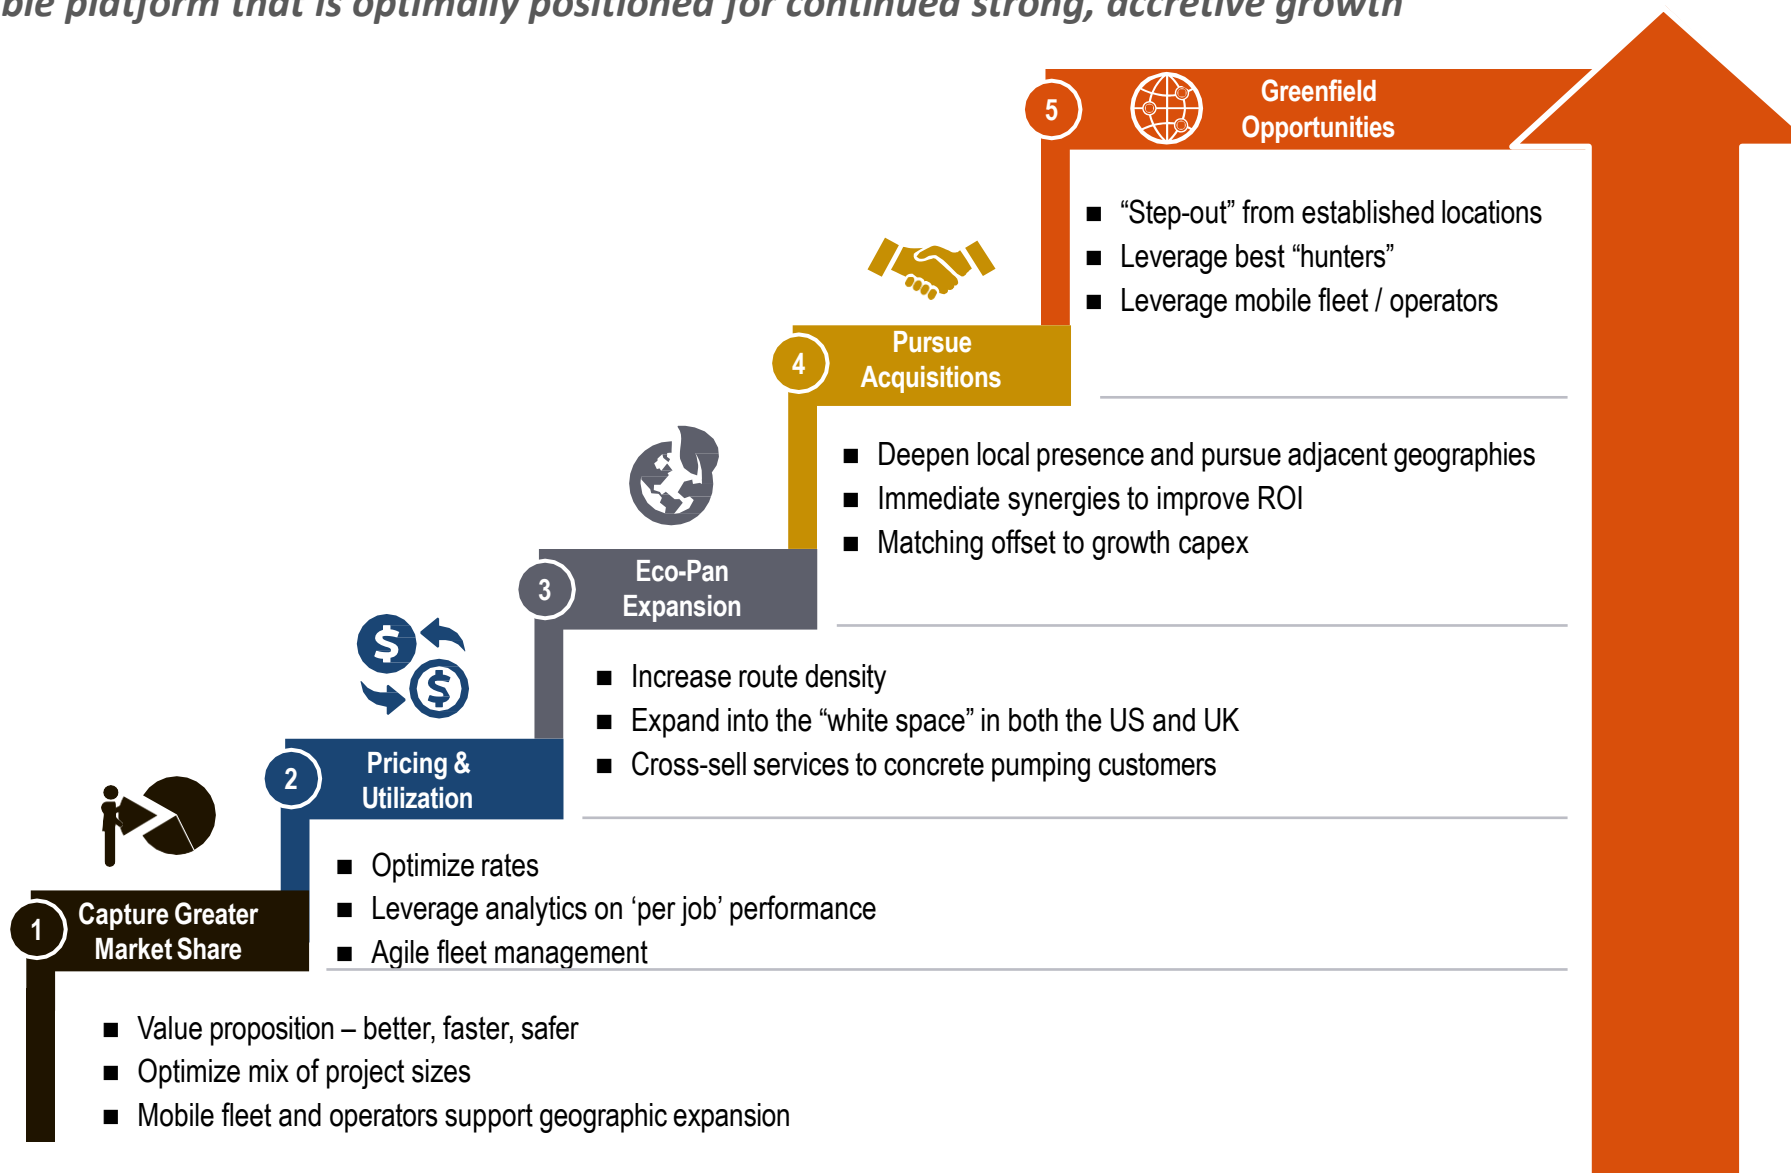 platform that is optimally positioned for continued strong, accretive growth
5
Greenfield
Opportunities
■ “Step-out” from established locations
■ Leverage best “hunters”
■ Leverage mobile fleet / operators
4
Pursue
Acquisitions
■ Deepen local presence and pursue adjacent geographies
■ Immediate synergies to improve ROI
■ Matching offset to growth capex
3
Eco-Pan
Expansion
■ Increase route density
■ Expand into the “white space” in both the US and UK
■ Cross-sell services to concrete pumping customers
$
$
2
Pricing &
Utilization
■ Optimize rates
■ Leverage analytics on ‘per job’ performance
■ Agile fleet management
1
Capture Greater
Market Share
■ Value proposition – better, faster, safer
■ Optimize mix of project sizes
■ Mobile fleet and operators support geographic expansion